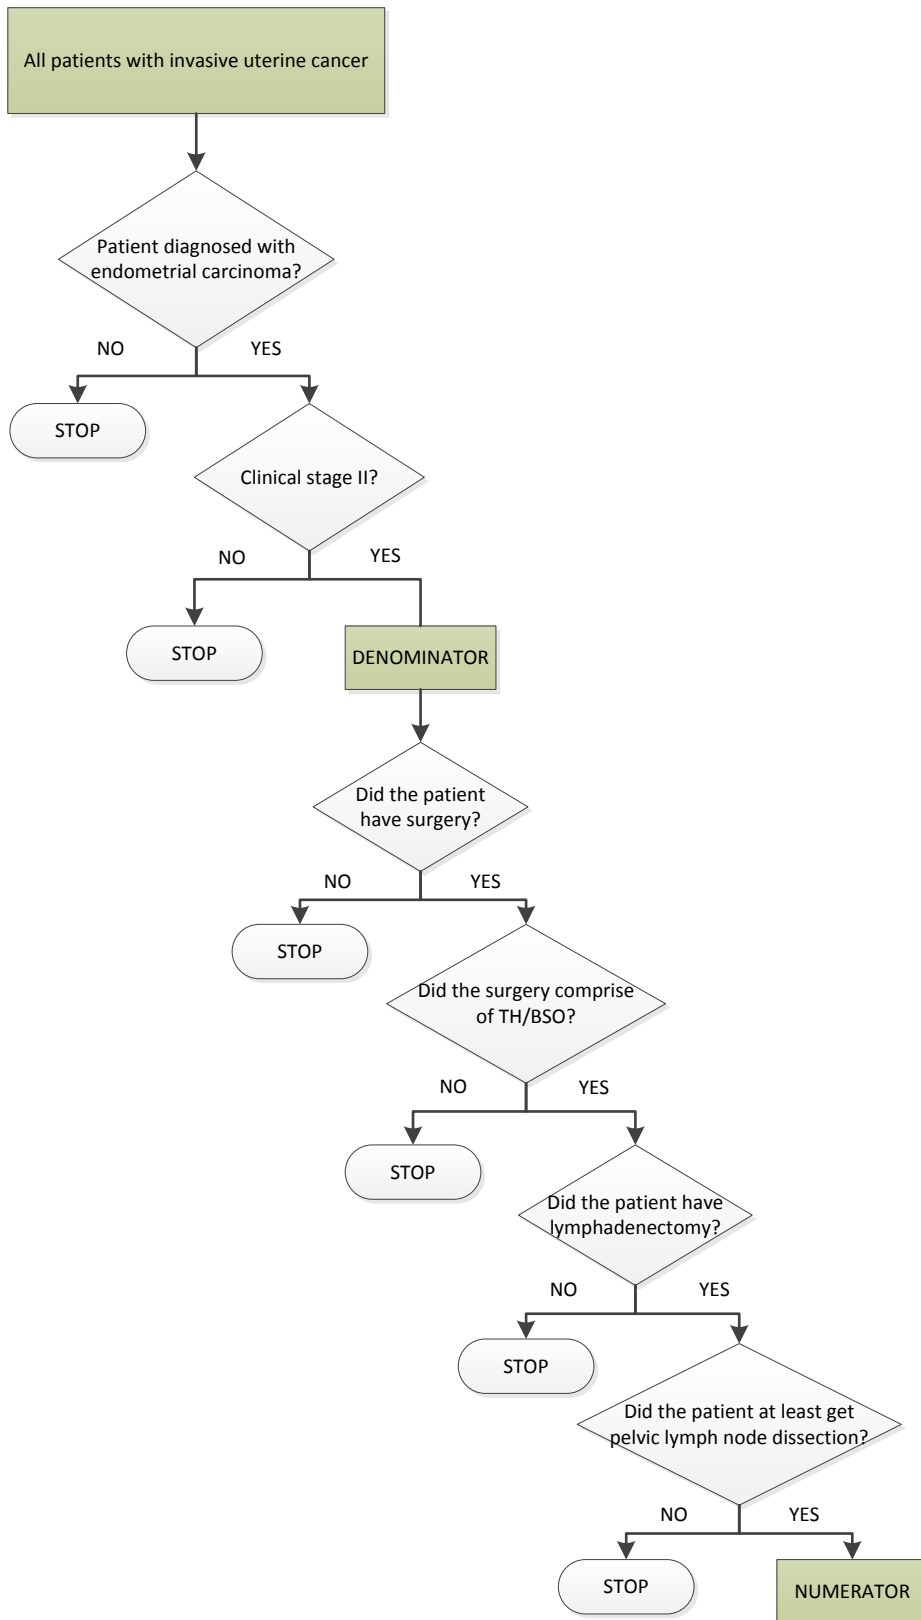 All patients with invasive uterine cancer
Patient diagnosed with
endometrial carcinoma?
NO
YES
STOP
Clinical stage II?
NO
YES
STOP
DENOMINATOR
Did the patient
have surgery?
NO
YES
STOP
Did the surgery comprise
of TH/BSO?
NO
YES
STOP
Did the patient have
lymphadenectomy?
NO
YES
STOP
Did the patient at least get
pelvic lymph node dissection?
NO
YES
STOP
NUMERATOR